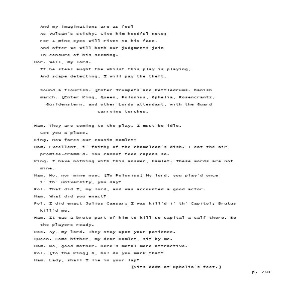 And my imaginations are as foul
As Vulcan's stithy. Give him heedful note;
For I mine eyes will rivet to his face,
And after we will both our judgments join
In censure of his seeming.
Hor. Well, my lord.
If he steal aught the whilst this play is playing,
And scape detecting, I will pay the theft.
Sound a flourish. [Enter Trumpets and Kettledrums. Danish
march. [Enter King, Queen, Polonius, Ophelia, Rosencrantz,
Guildenstern, and other Lords attendant, with the Guard
carrying torches.
Ham. They are coming to the play. I must be idle.
Get you a place.
King. How fares our cousin Hamlet?
Ham. Excellent, i' faith; of the chameleon's dish. I eat the air,
promise-cramm'd. You cannot feed capons so.
King. I have nothing with this answer, Hamlet. These words are not
mine.
Ham. No, nor mine now. [To Polonius] My lord, you play'd once
i' th' university, you say?
Pol. That did I, my lord, and was accounted a good actor.
Ham. What did you enact?
Pol. I did enact Julius Caesar; I was kill'd i' th' Capitol; Brutus
kill'd me.
Ham. It was a brute part of him to kill so capital a calf there. Be
the players ready.
Ros. Ay, my lord. They stay upon your patience.
Queen. Come hither, my dear Hamlet, sit by me.
Ham. No, good mother. Here's metal more attractive.
Pol. [To the King] O, ho! do you mark that?
Ham. Lady, shall I lie in your lap?
[Sits down at Ophelia's feet.]